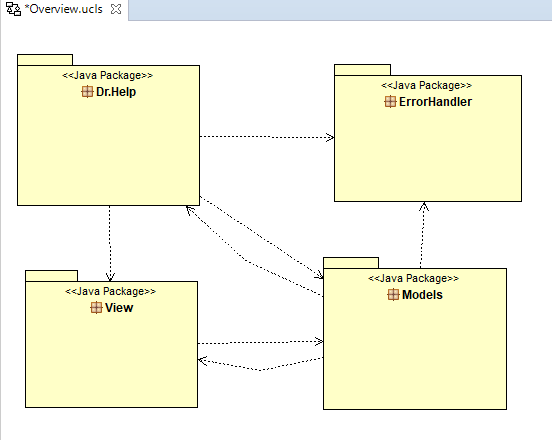 *Overview.ucls
<<Java Package>>
Dr.Help
<<Java Package>>
ErrorHandler
<<Java Package>>
View
<<Java Package>>
Models